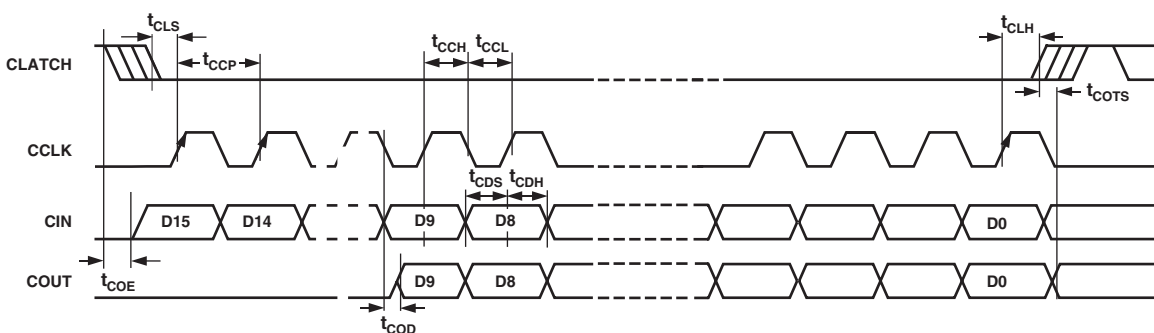 tCLS
tCCP
tCCH
tCCL
tCLH
CLATCH
tCOTS
CCLK
tCDS
tCDH
CIN
D15
D14
D9
D8
D0
tCOE
COUT
D9
D8
D0
tCOD